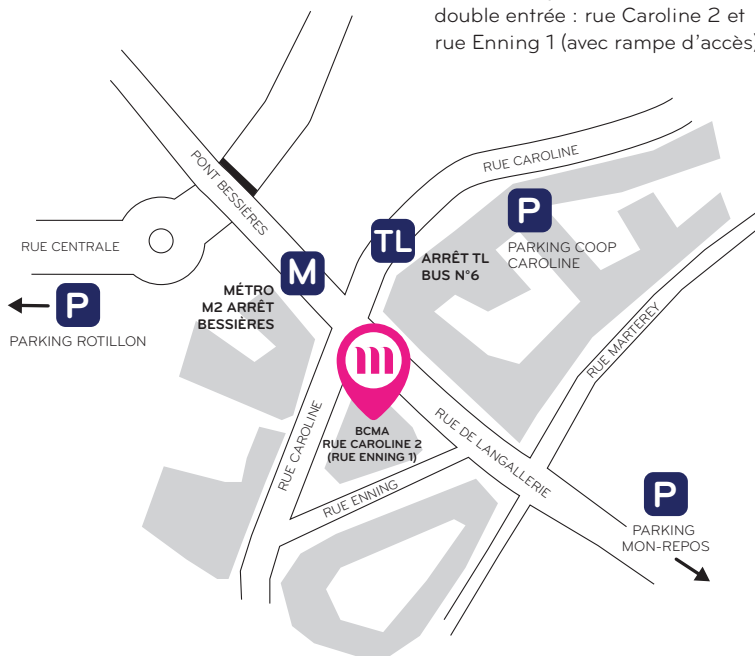 double entrée : rue Caroline 2 et
rue Enning 1 (avec rampe d'accès)
RUE CAROLINE
PONT BESSIÈRES
P
TL
PARKING COOP
CAROLINE
RUE CENTRALE
ARRÊT TL
BUS N°6
M
MÉTRO
M2 ARRÊT
BESSIÈRES
P
PARKING ROTILLON
RUE MARTEREY
m
BCMA
RUE CAROLINE 2
(RUE ENNING 1)
RUE CAROLINE
RUE DE LANGALLERIE
RUE ENNING
P
PARKING
MON-REPOS